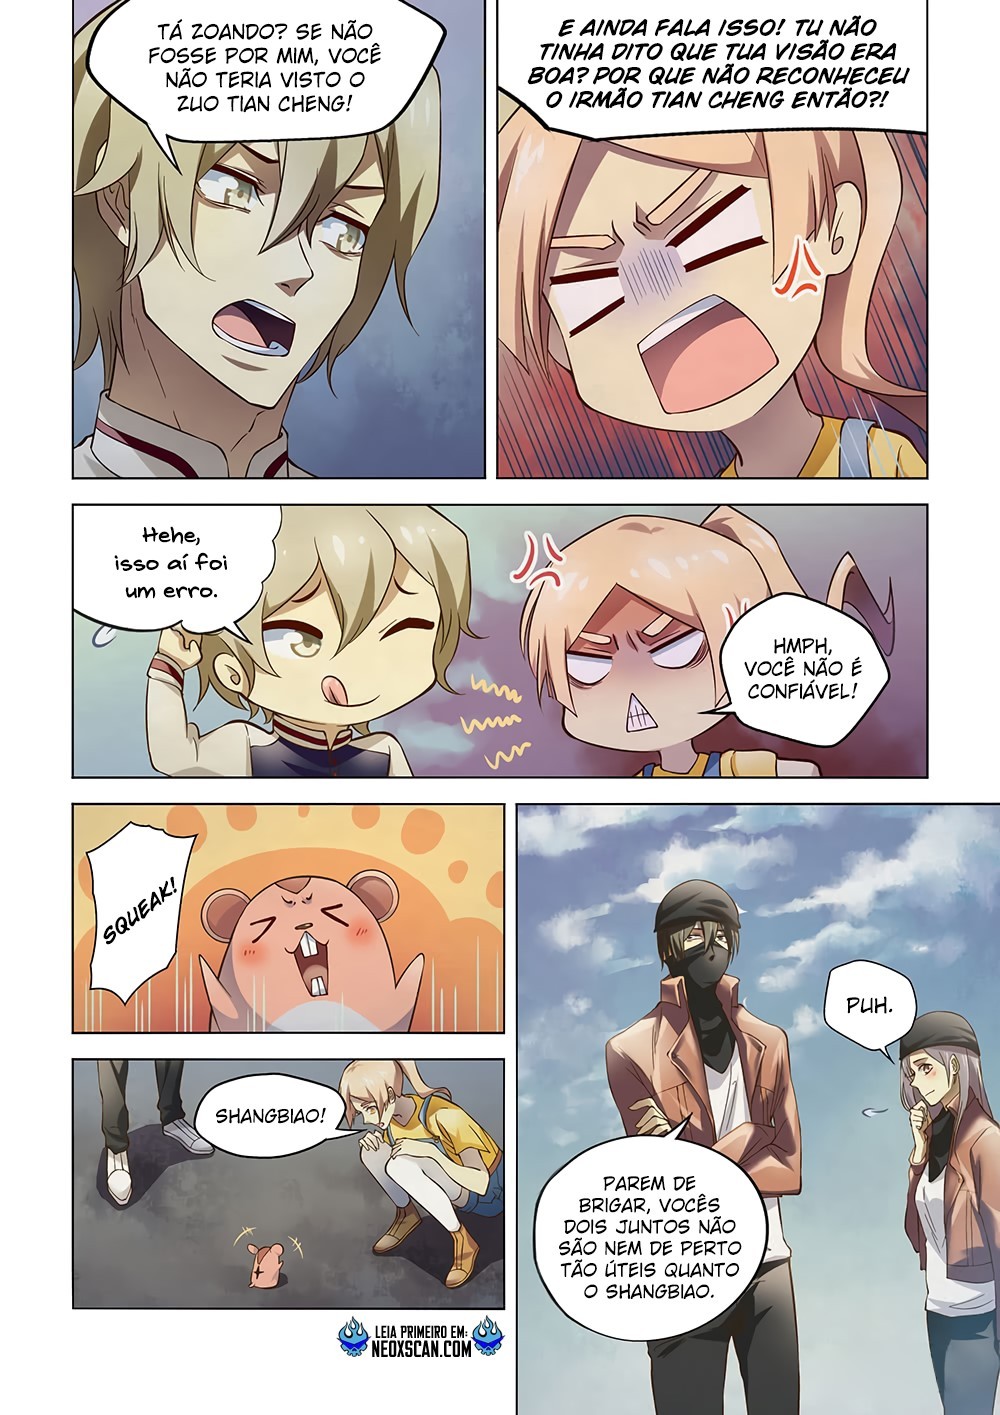 TÁ ZOANDO? SE NÃO
FOSSE POR MIM, VOCÊ
NÃO TERIA VISTO O
ZUO TIAN CHENG!
E AINDA FALA ISSO! TU NÃO
TINHA DITO QUE TUA VISÃO ERA
BOA? POR QUE NÃO RECONHECEU
O IRMÃO TIAN CHENG ENTÃO?!
Hehe,
isso aí foi
um erro.
HMPH,
VOCÊ NÃO É
CONFIÁVEL!
SQUEAK!
SHANGBIAO!
PUH.
PAREM DE
BRIGAR, VOCÊS
DOIS JUNTOS NÃO
SÃO NEM DE PERTO
TÃO ÚTEIS QUANTO
O SHANGBIAO.
LEIA PRIMEIRO EM:
NEOXSCAN.COM